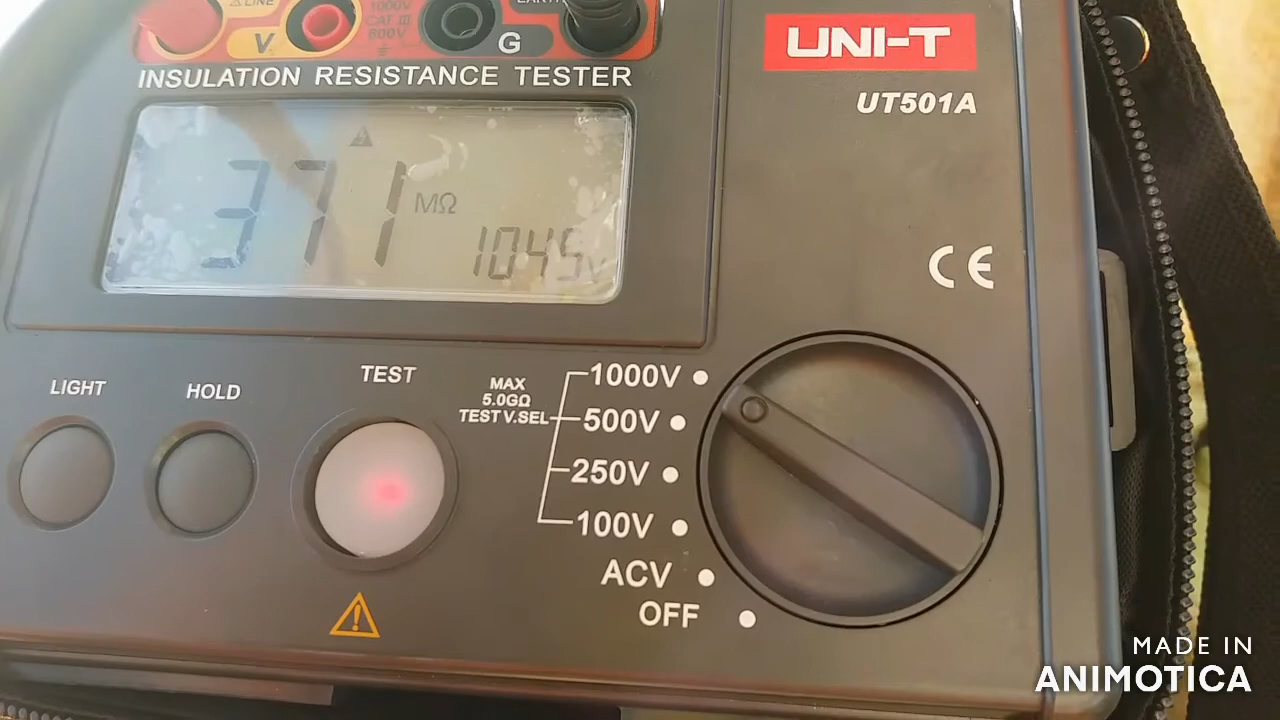 LINE
1000V
CAT III
600V
EARTH
V
G
UNI-T
INSULATION RESISTANCE TESTER
UT501A
371 MΩ
1045V
CE
LIGHT
HOLD
TEST
MAX
5.0GΩ
TEST V.SEL
1000V
500V
250V
100V
ACV
OFF
MADE IN
ANIMOTICA